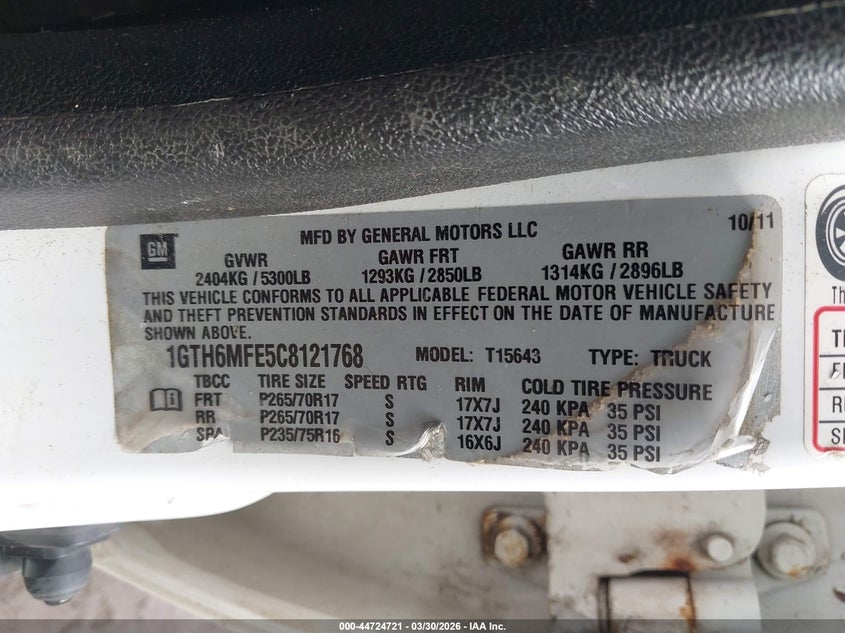 GM
MFD BY GENERAL MOTORS LLC
10/11
GVWR GAWR FRT GAWR RR
2404KG / 5300LB 1293KG / 2850LB 1314KG / 2896LB
THIS VEHICLE CONFORMS TO ALL APPLICABLE FEDERAL MOTOR VEHICLE SAFETY
AND THEFT PREVENTION STANDARDS IN EFFECT ON THE DATE OF MANUFACTURE
SHOWN ABOVE.
1GTH6MFE5C8121768 MODEL: T15643 TYPE: TRUCK
TBCC TIRE SIZE SPEED RTG RIM COLD TIRE PRESSURE
FRT P265/70R17 S 17X7J 240 KPA 35 PSI
RR P265/70R17 S 17X7J 240 KPA 35 PSI
SPA P235/75R16 S 16X6J 240 KPA 35 PSI
000-44724721 - 03/30/2026 - IAA Inc.